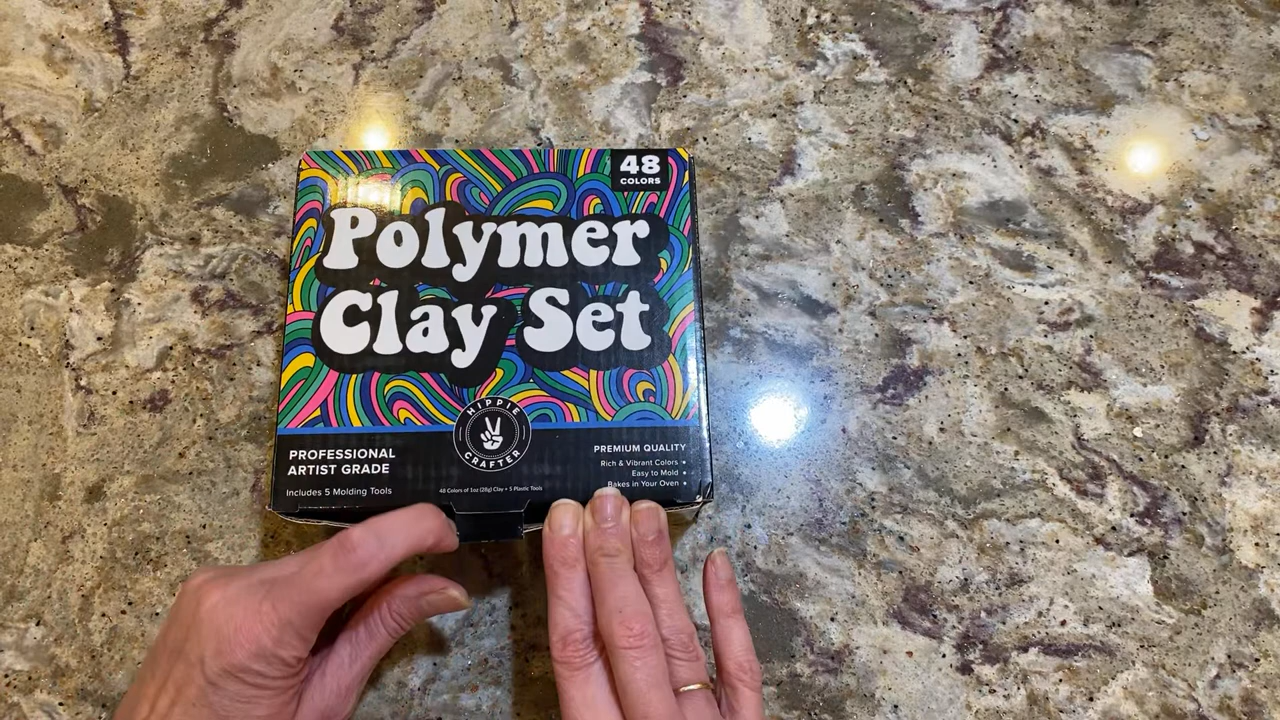 48
COLORS
Polymer
Clay Set
HIPPIE
CRAFTER
PROFESSIONAL
ARTIST GRADE
Includes 5 Molding Tools
48 Colors of 1oz (28g) Clay • 5 Plastic Tools
PREMIUM QUALITY
Rich & Vibrant Colors •
Easy to Mold •
Bakes in Your Oven •